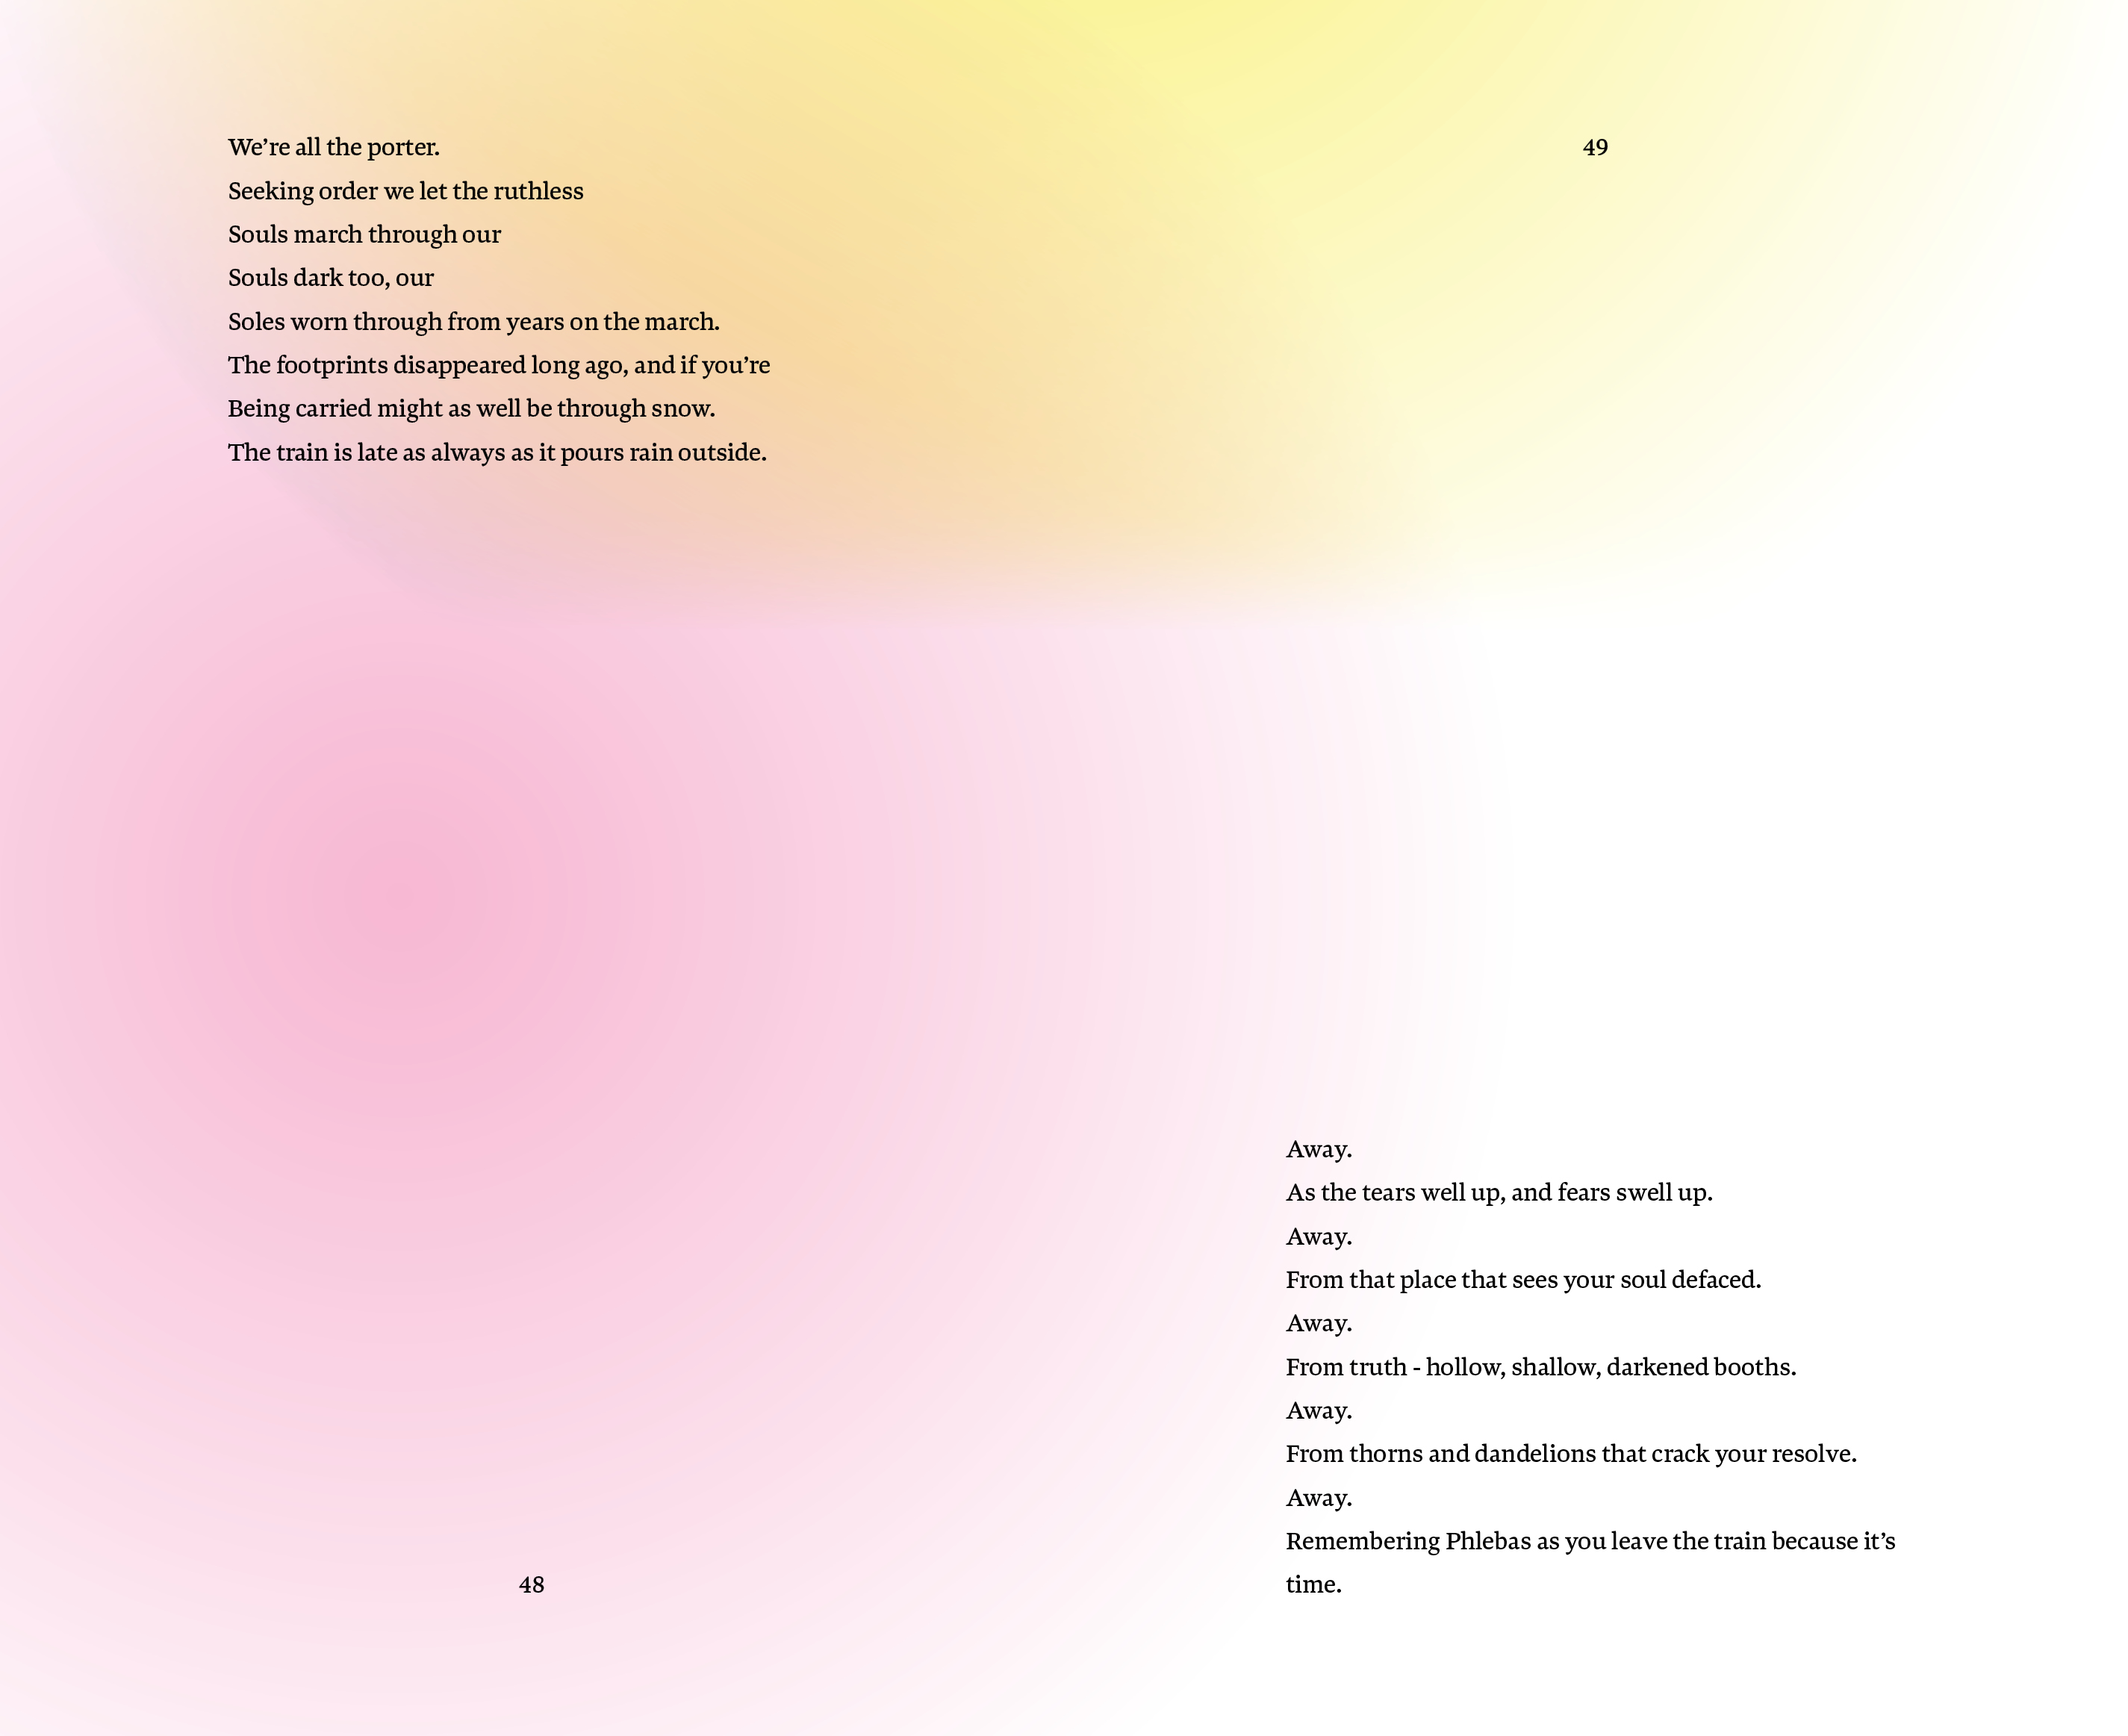 We’re all the porter.
Seeking order we let the ruthless
Souls march through our
Souls dark too, our
Soles worn through from years on the march.
The footprints disappeared long ago, and if you’re
Being carried might as well be through snow.
The train is late as always as it pours rain outside.
48
49
Away.
As the tears well up, and fears swell up.
Away.
From that place that sees your soul defaced.
Away.
From truth - hollow, shallow, darkened booths.
Away.
From thorns and dandelions that crack your resolve.
Away.
Remembering Phlebas as you leave the train because it’s
time.